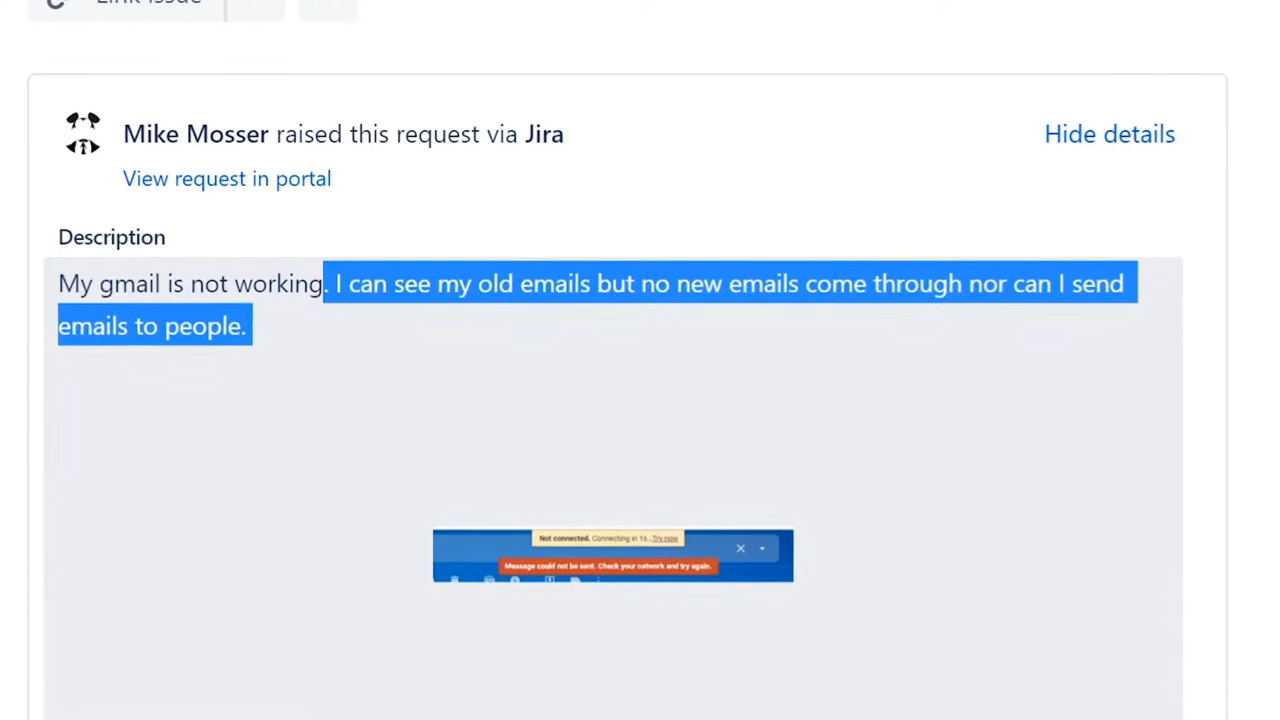 Link issue
Mike Mosser raised this request via Jira
Hide details
View request in portal
Description
My gmail is not working. I can see my old emails but no new emails come through nor can I send
emails to people.
Not connected. Connecting in 1s... Try now
Message could not be sent. Check your network and try again.